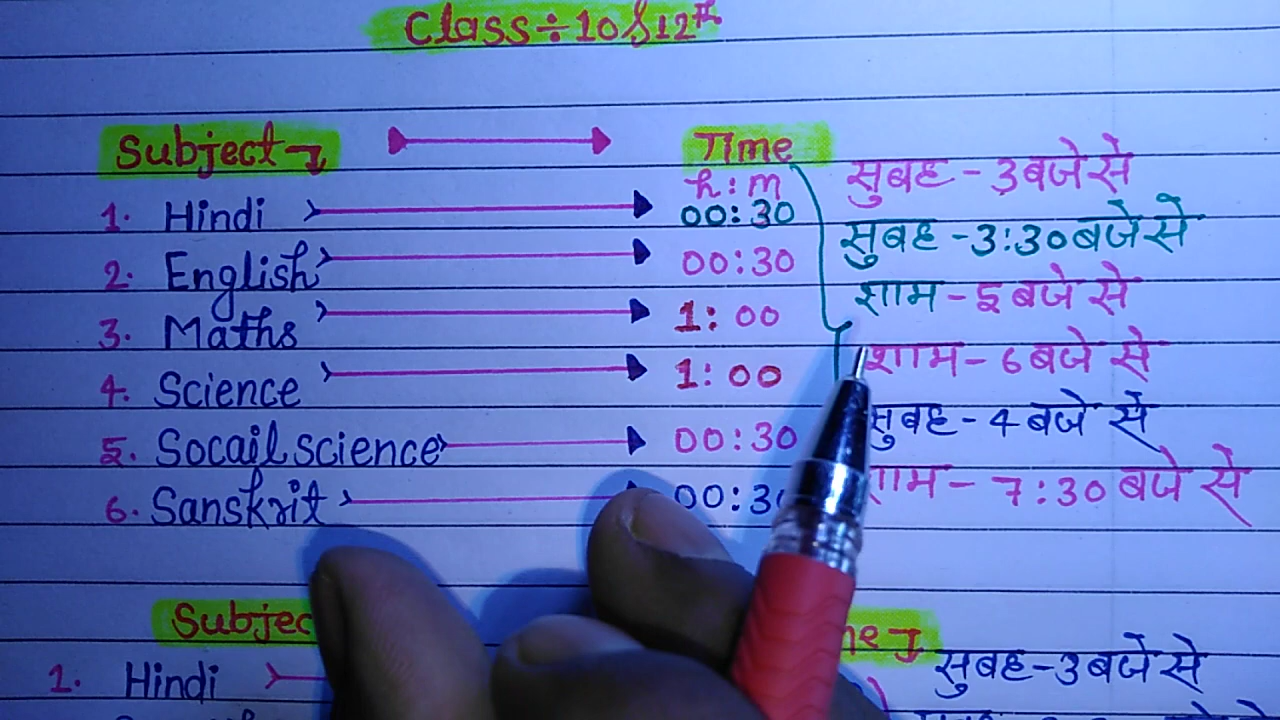 Class ÷ 10 & 12th
Subject Time
h : m
1. Hindi 00:30 सुबह - 3 बजे से
2. English 00:30 सुबह - 3:30 बजे से
3. Maths 1:00 शाम - 5 बजे से
4. Science 1:00 शाम - 6 बजे से
5. Socail science 00:30 सुबह - 4 बजे से
6. Sanskrit 00:30 शाम - 7:30 बजे से
1. Hindi सुबह - 3 बजे से